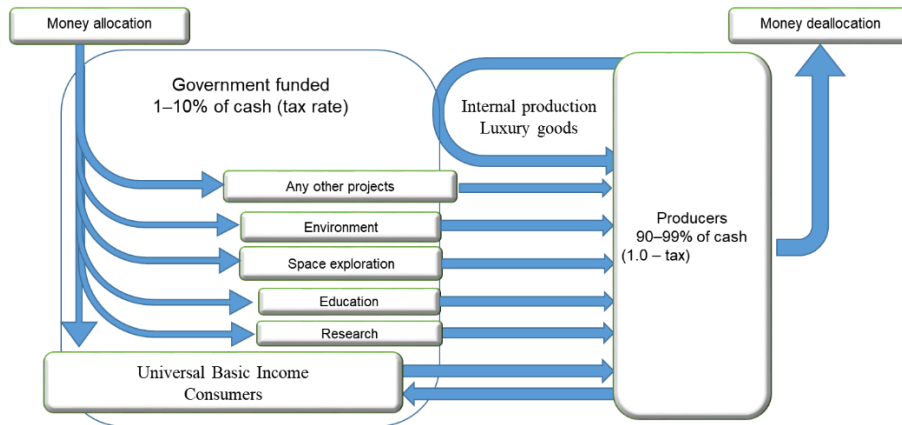 Money allocation
Money deallocation
Government funded
1–10% of cash (tax rate)
Internal production
Luxury goods
Any other projects
Environment
Space exploration
Education
Research
Universal Basic Income
Consumers
Producers
90–99% of cash
(1.0 – tax)